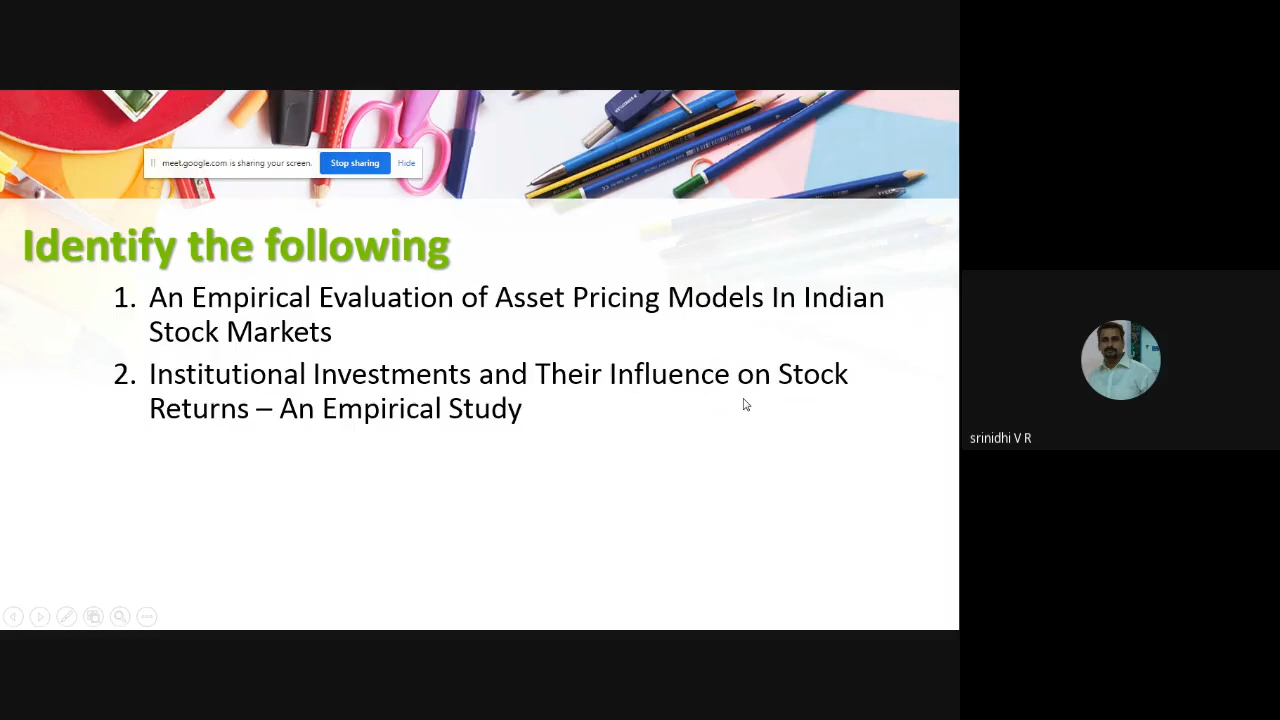 meet.google.com is sharing your screen.
Stop sharing
Hide
Identify the following
1. An Empirical Evaluation of Asset Pricing Models In Indian
Stock Markets
2. Institutional Investments and Their Influence on Stock
Returns – An Empirical Study
srinidhi V R